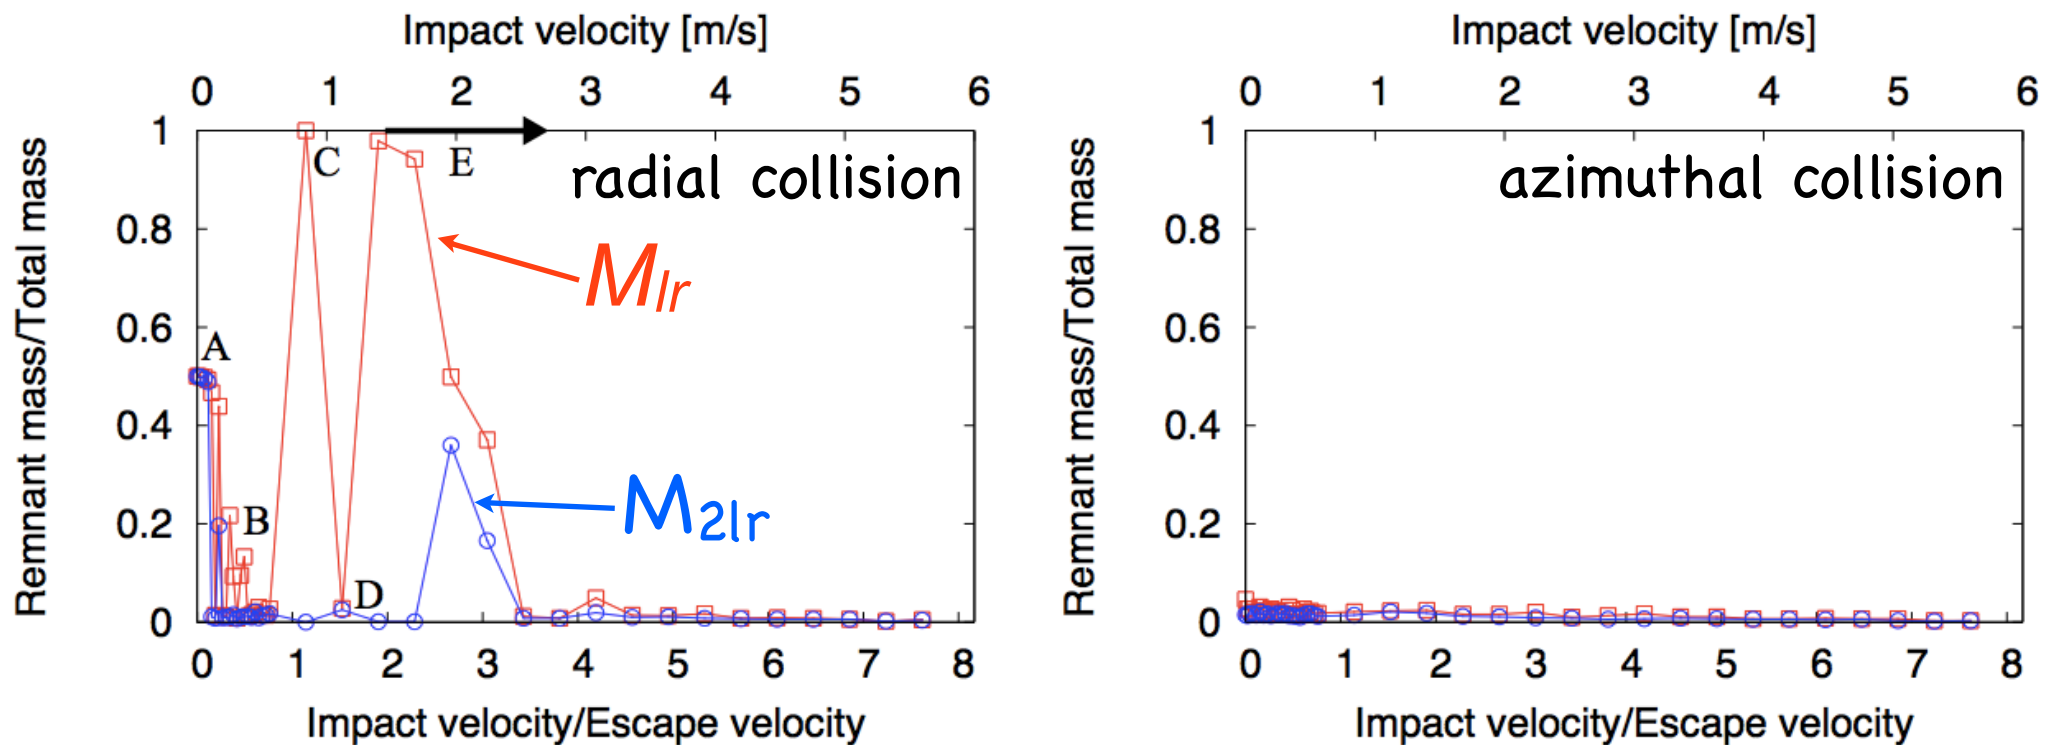 Impact velocity [m/s]
0 1 2 3 4 5 6
Remnant mass/Total mass
1
0.8
0.6
0.4
0.2
0
A
B
C
D
E
radial collision
Mlr
M2lr
0 1 2 3 4 5 6 7 8
Impact velocity/Escape velocity
Impact velocity [m/s]
0 1 2 3 4 5 6
Remnant mass/Total mass
1
0.8
0.6
0.4
0.2
0
azimuthal collision
0 1 2 3 4 5 6 7 8
Impact velocity/Escape velocity